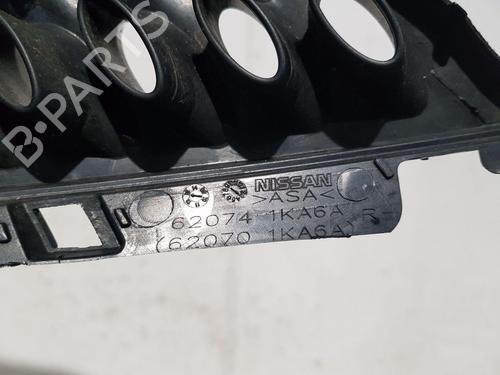 B-PARTS
NISSAN
>ASA<
62074 1KA6A R
(62070 1KA6A)